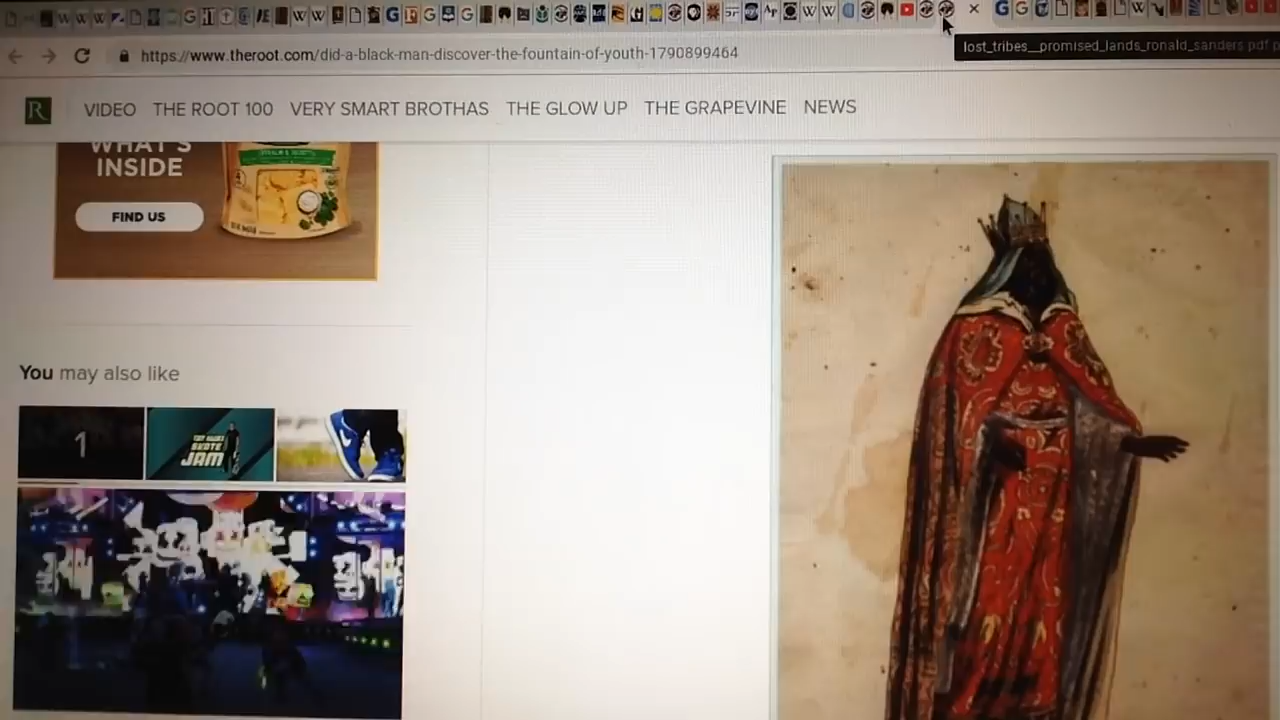 https://www.theroot.com/did-a-black-man-discover-the-fountain-of-youth-1790899464
lost_tribes__promised_lands_ronald_sanders.pdf
R VIDEO THE ROOT 100 VERY SMART BROTHAS THE GLOW UP THE GRAPEVINE NEWS
WHAT'S
INSIDE
FIND US
You may also like
1
SKATE
JAM